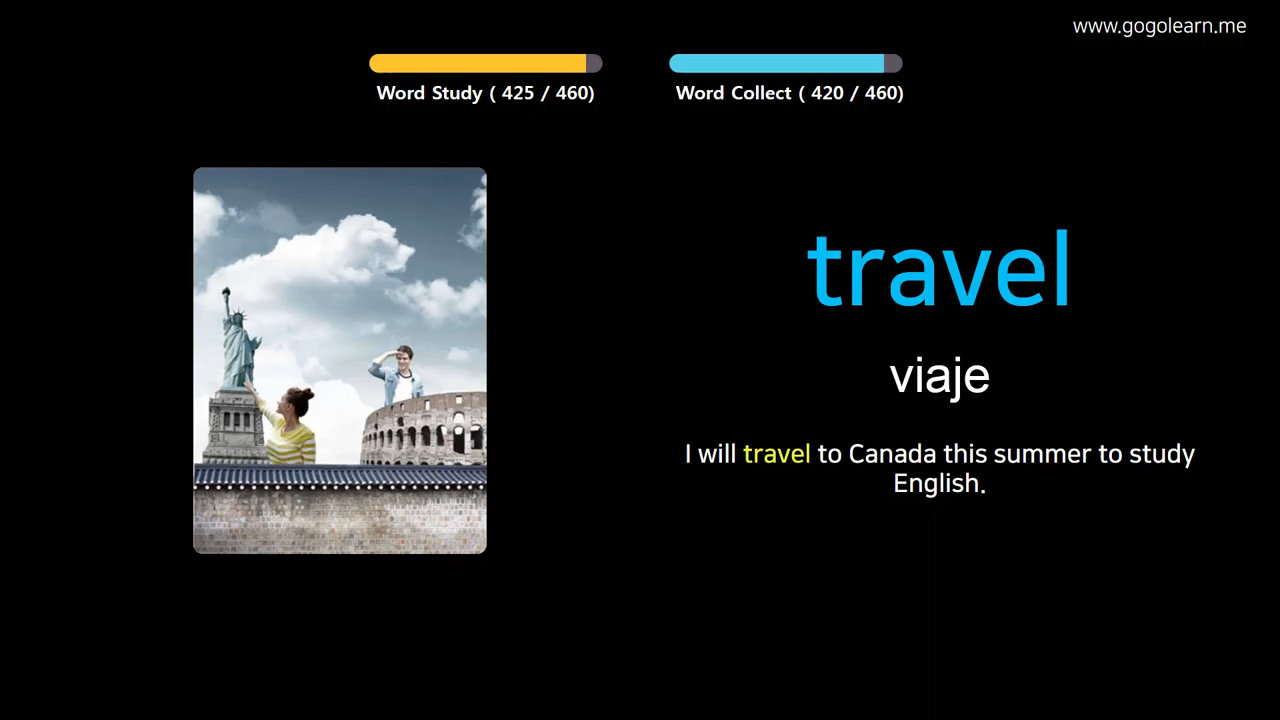 www.gogolearn.me
Word Study ( 425 / 460)
Word Collect ( 420 / 460)
travel
viaje
I will travel to Canada this summer to study
English.